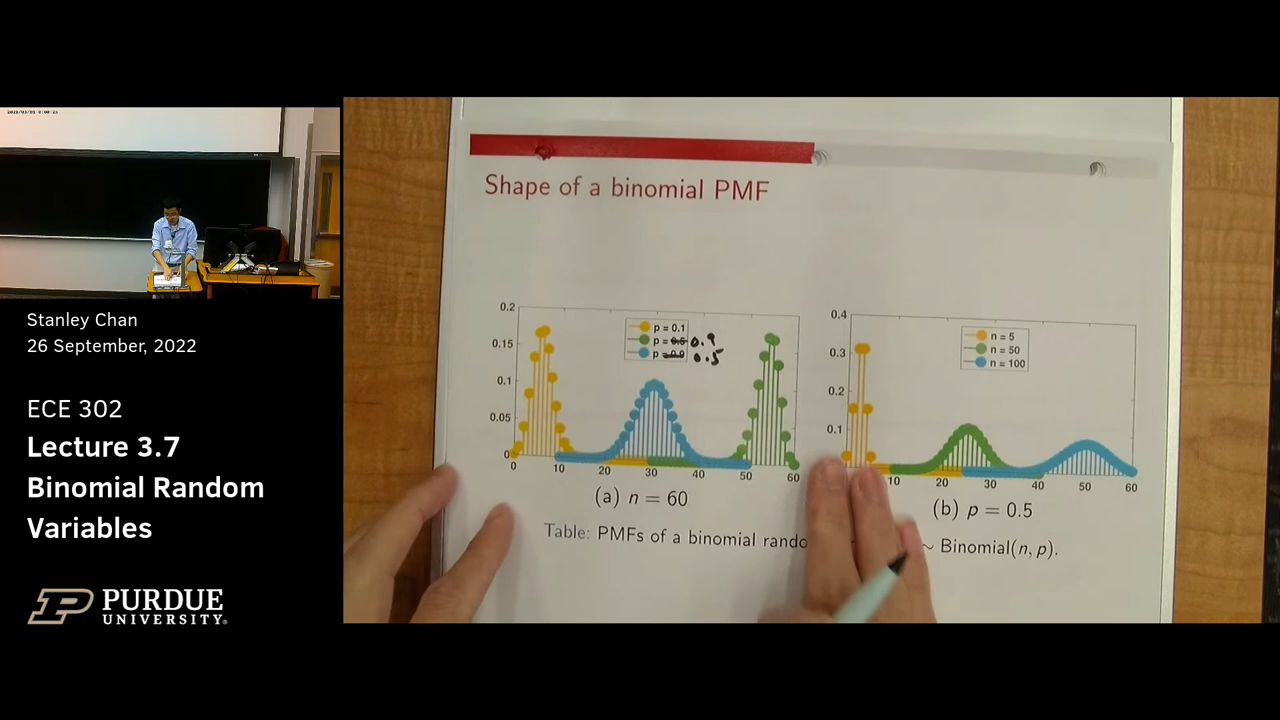 Stanley Chan
26 September, 2022
ECE 302
Lecture 3.7
Binomial Random
Variables
PURDUE
UNIVERSITY
Shape of a binomial PMF
0.2
0.15
0.1
0.05
0
0 10 20 30 40 50 60
p = 0.1
p = 0.5 0.9
p = 0.9 0.5
(a) n = 60
0.4
0.3
0.2
0.1
10 20 30 40 50 60
n = 5
n = 50
n = 100
(b) p = 0.5
Table: PMFs of a binomial ∼ Binomial(n, p).